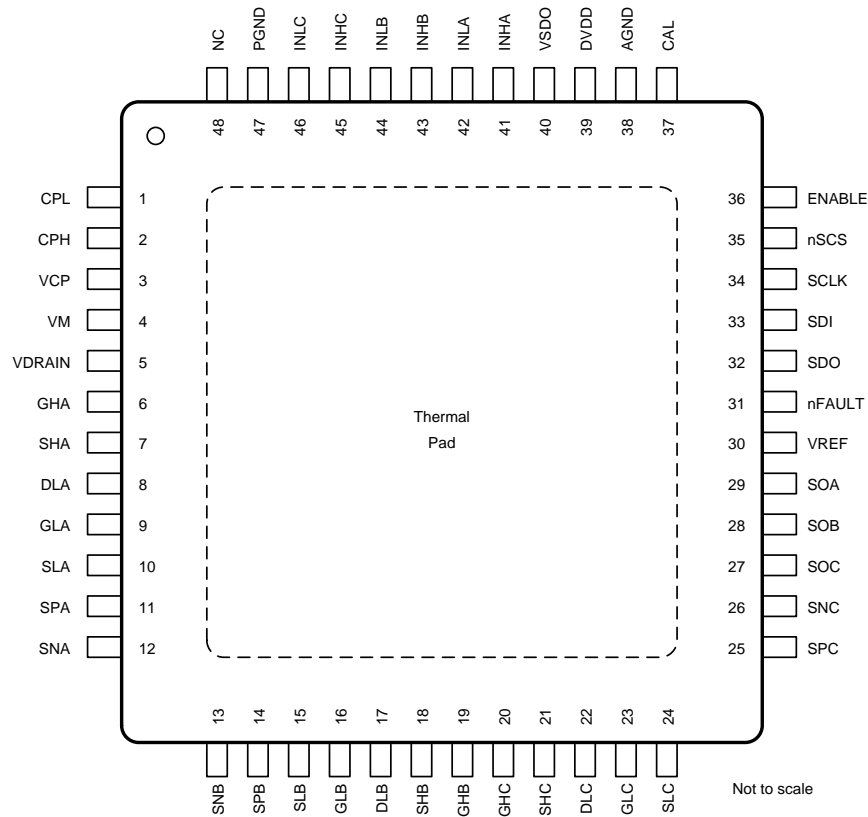 NC PGND INLC INHC INLB INHB INLA INHA VSDO DVDD AGND CAL
48 47 46 45 44 43 42 41 40 39 38 37
CPL 1 36 ENABLE
CPH 2 35 nSCS
VCP 3 34 SCLK
VM 4 33 SDI
VDRAIN 5 32 SDO
GHA 6 31 nFAULT
SHA 7 30 VREF
DLA 8 29 SOA
GLA 9 28 SOB
SLA 10 27 SOC
SPA 11 26 SNC
SNA 12 25 SPC
Thermal
Pad
13 14 15 16 17 18 19 20 21 22 23 24
SNB SPB SLB GLB DLB SHB GHB GHC SHC DLC GLC SLC
Not to scale